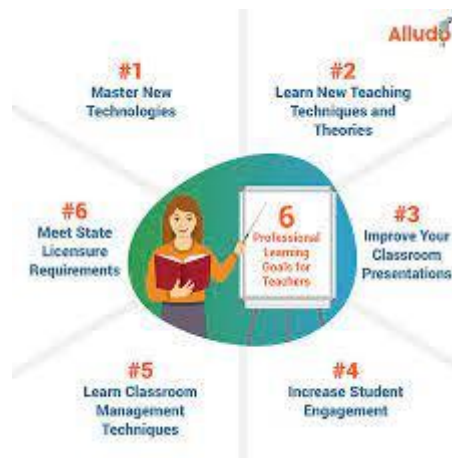 Alludo
#1
Master New
Technologies
#2
Learn New Teaching
Techniques and
Theories
#6
Meet State
Licensure
Requirements
6
Professional
Learning
Goals for
Teachers
#3
Improve Your
Classroom
Presentations
#5
Learn Classroom
Management
Techniques
#4
Increase Student
Engagement